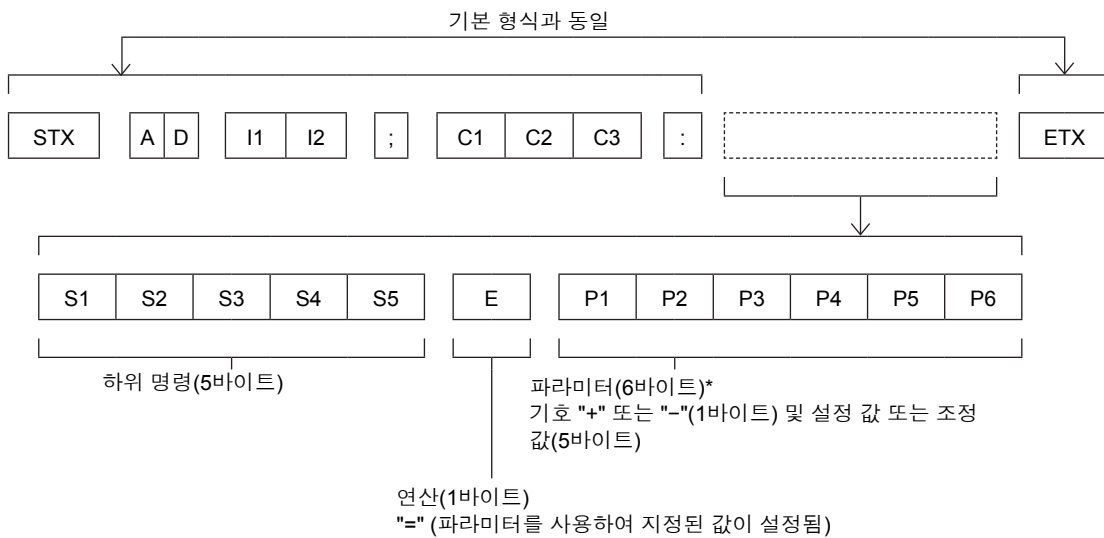 기본 형식과 동일
STX A D I1 I2 ; C1 C2 C3 : ETX
S1 S2 S3 S4 S5 E P1 P2 P3 P4 P5 P6
하위 명령(5바이트)
파라미터(6바이트)*
기호 "+" 또는 "−"(1바이트) 및 설정 값 또는 조정
값(5바이트)
연산(1바이트)
"=" (파라미터를 사용하여 지정된 값이 설정됨)